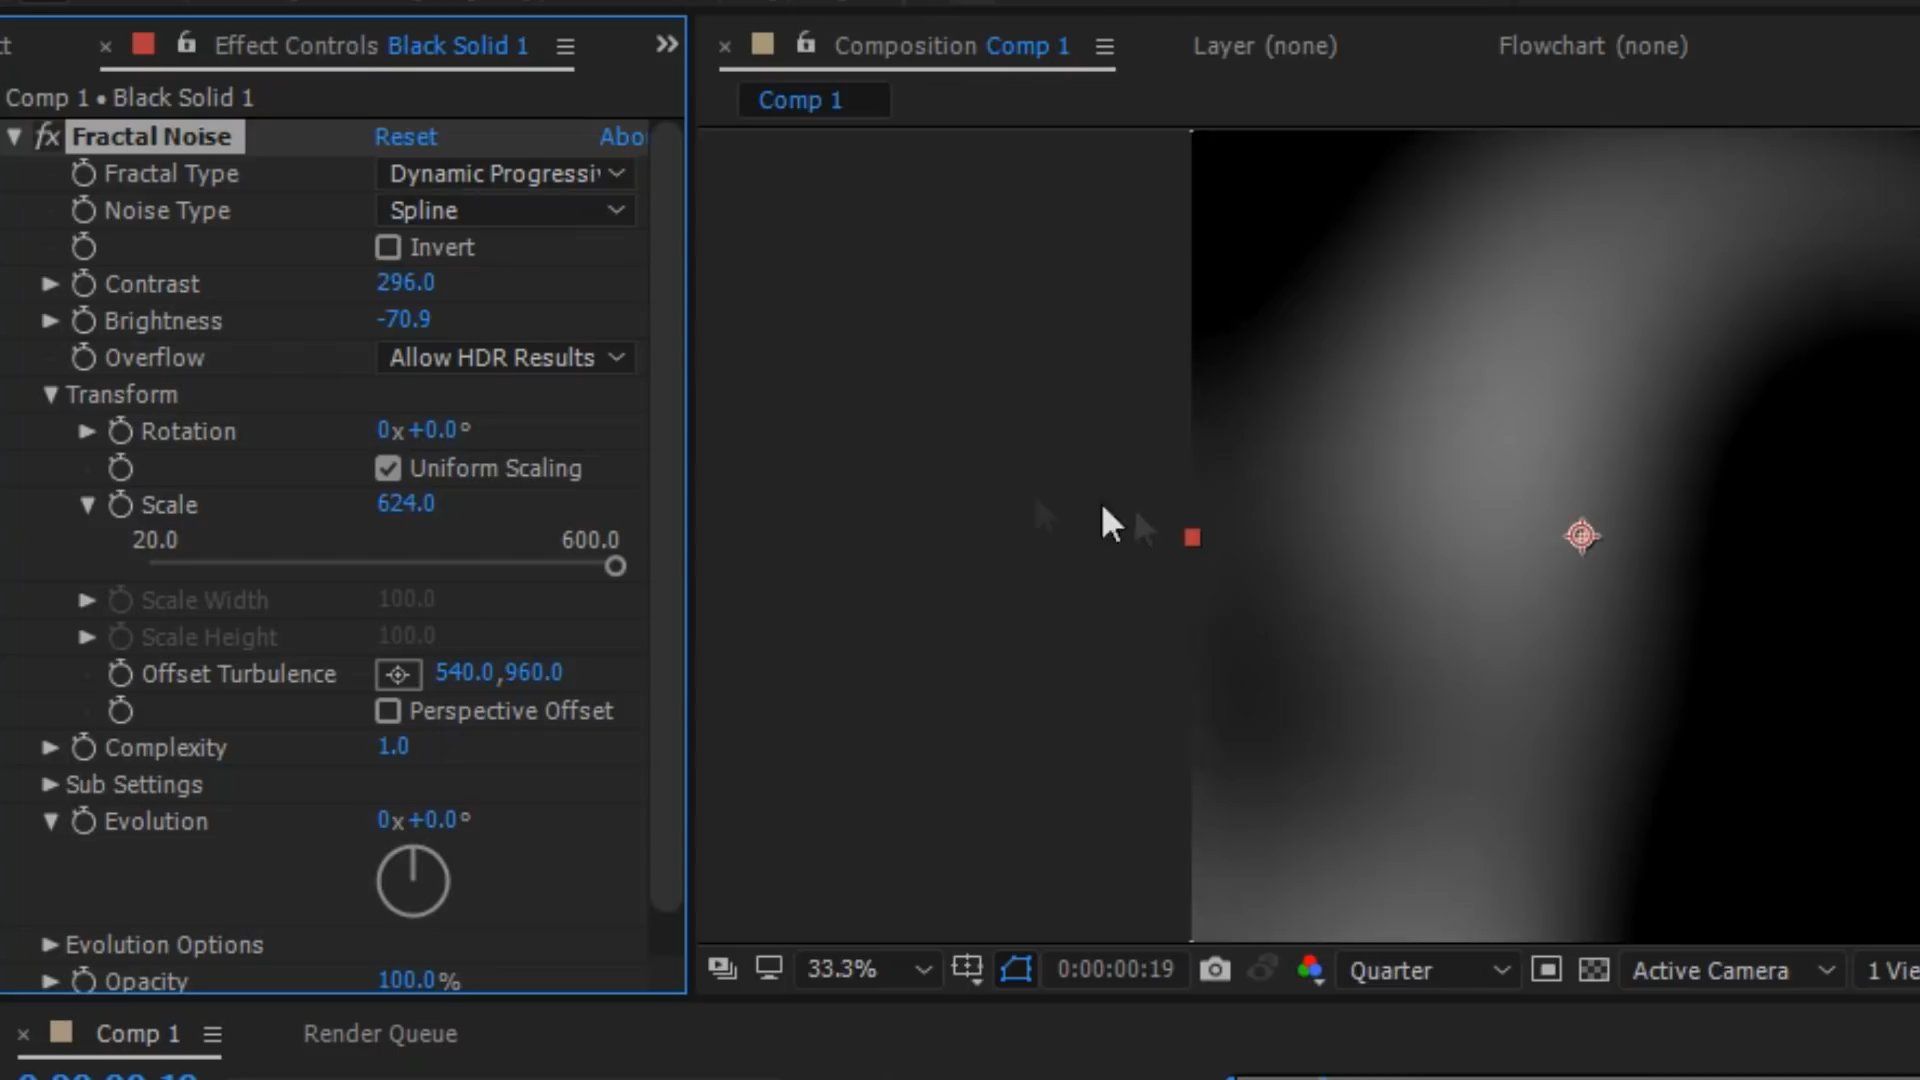 Effect Controls Black Solid 1
Composition Comp 1
Layer (none)
Flowchart (none)
Comp 1 • Black Solid 1
Comp 1
fx Fractal Noise Reset Abo
Fractal Type Dynamic Progressi
Noise Type Spline
Invert
Contrast 296.0
Brightness -70.9
Overflow Allow HDR Results
Transform
Rotation 0x+0.0°
Uniform Scaling
Scale 624.0
20.0 600.0
Scale Width 100.0
Scale Height 100.0
Offset Turbulence 540.0,960.0
Perspective Offset
Complexity 1.0
Sub Settings
Evolution 0x+0.0°
Evolution Options
Opacity 100.0%
33.3% 0:00:00:19 Quarter Active Camera 1 Vie
Comp 1 Render Queue